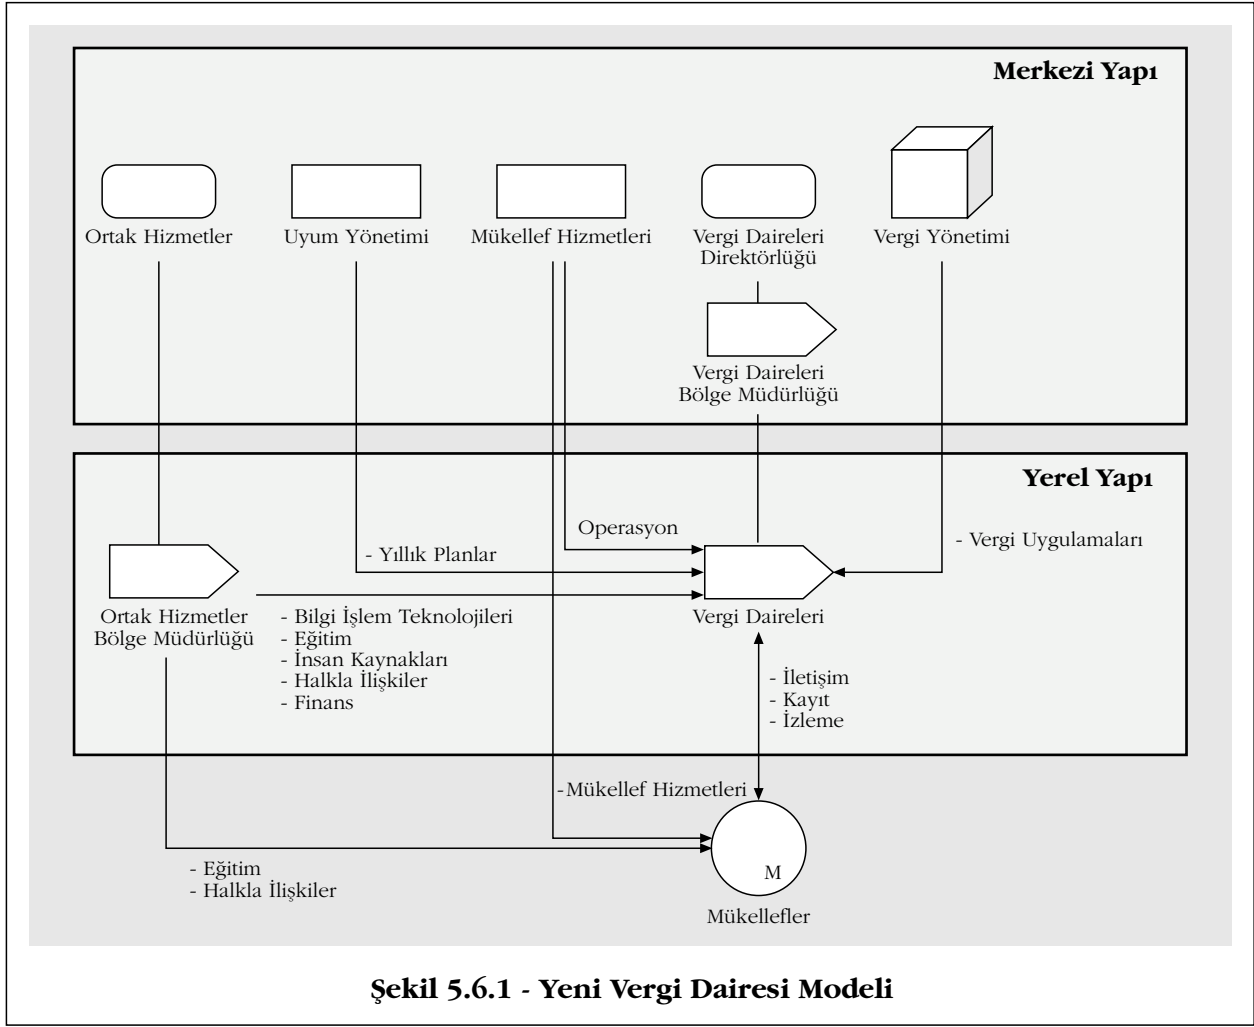 Merkezi Yapı
Ortak Hizmetler
Uyum Yönetimi
Mükellef Hizmetleri
Vergi Daireleri
Direktörlüğü
Vergi Yönetimi
Vergi Daireleri
Bölge Müdürlüğü
Yerel Yapı
Operasyon
- Yıllık Planlar
- Vergi Uygulamaları
Ortak Hizmetler
Bölge Müdürlüğü
- Bilgi İşlem Teknolojileri
- Eğitim
- İnsan Kaynakları
- Halkla İlişkiler
- Finans
Vergi Daireleri
- İletişim
- Kayıt
- İzleme
-Mükellef Hizmetleri
- Eğitim
- Halkla İlişkiler
M
Mükellefler
Şekil 5.6.1 - Yeni Vergi Dairesi Modeli